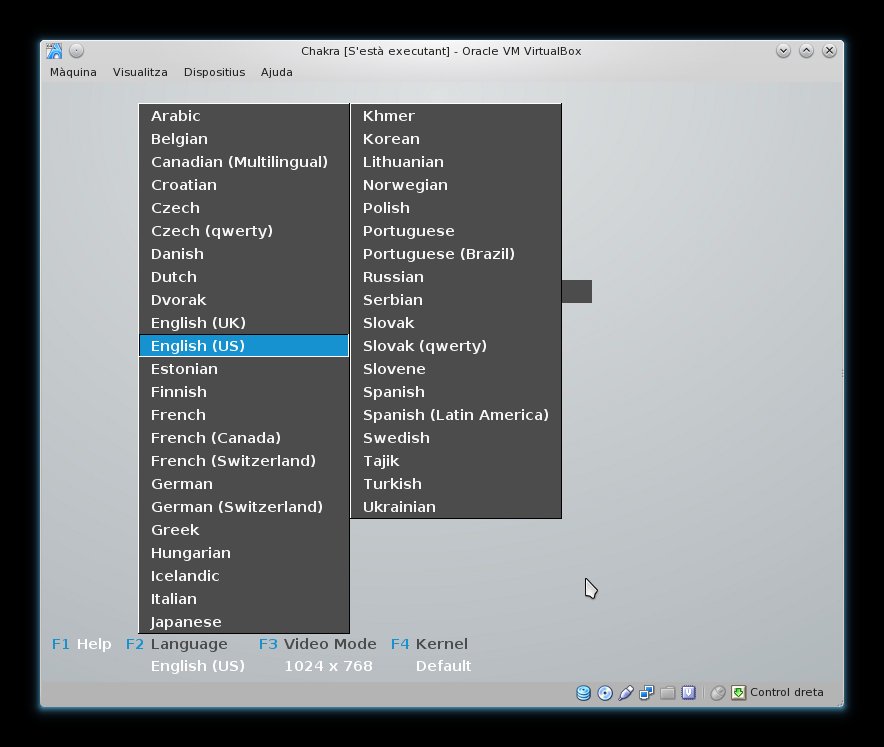 Chakra [S'està executant] - Oracle VM VirtualBox
Màquina Visualitza Dispositius Ajuda
Arabic
Belgian
Canadian (Multilingual)
Croatian
Czech
Czech (qwerty)
Danish
Dutch
Dvorak
English (UK)
English (US)
Estonian
Finnish
French
French (Canada)
French (Switzerland)
German
German (Switzerland)
Greek
Hungarian
Icelandic
Italian
Japanese
Khmer
Korean
Lithuanian
Norwegian
Polish
Portuguese
Portuguese (Brazil)
Russian
Serbian
Slovak
Slovak (qwerty)
Slovene
Spanish
Spanish (Latin America)
Swedish
Tajik
Turkish
Ukrainian
F1 Help F2 Language F3 Video Mode F4 Kernel
English (US) 1024 x 768 Default
Control dreta